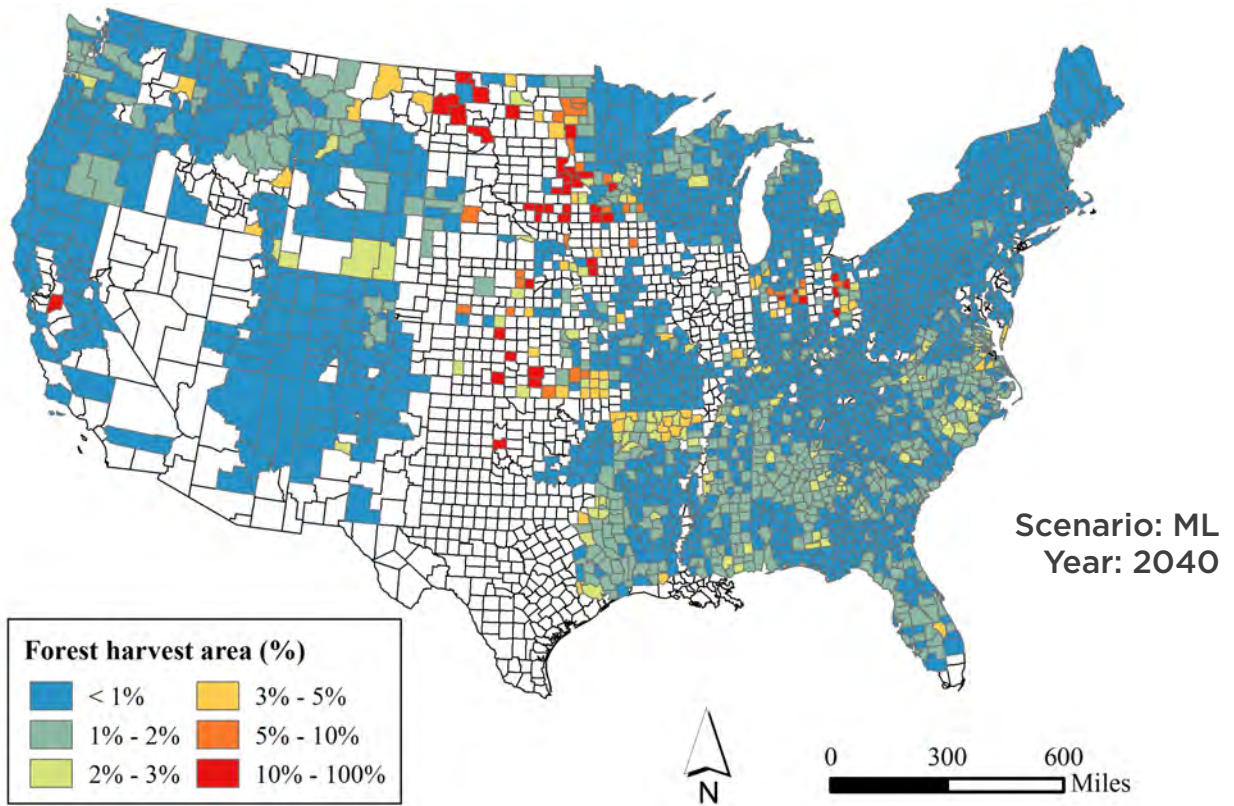 Scenario: ML
Year: 2040
Forest harvest area (%)
< 1%
3% - 5%
1% - 2%
5% - 10%
2% - 3%
10% - 100%
N
0 300 600
Miles